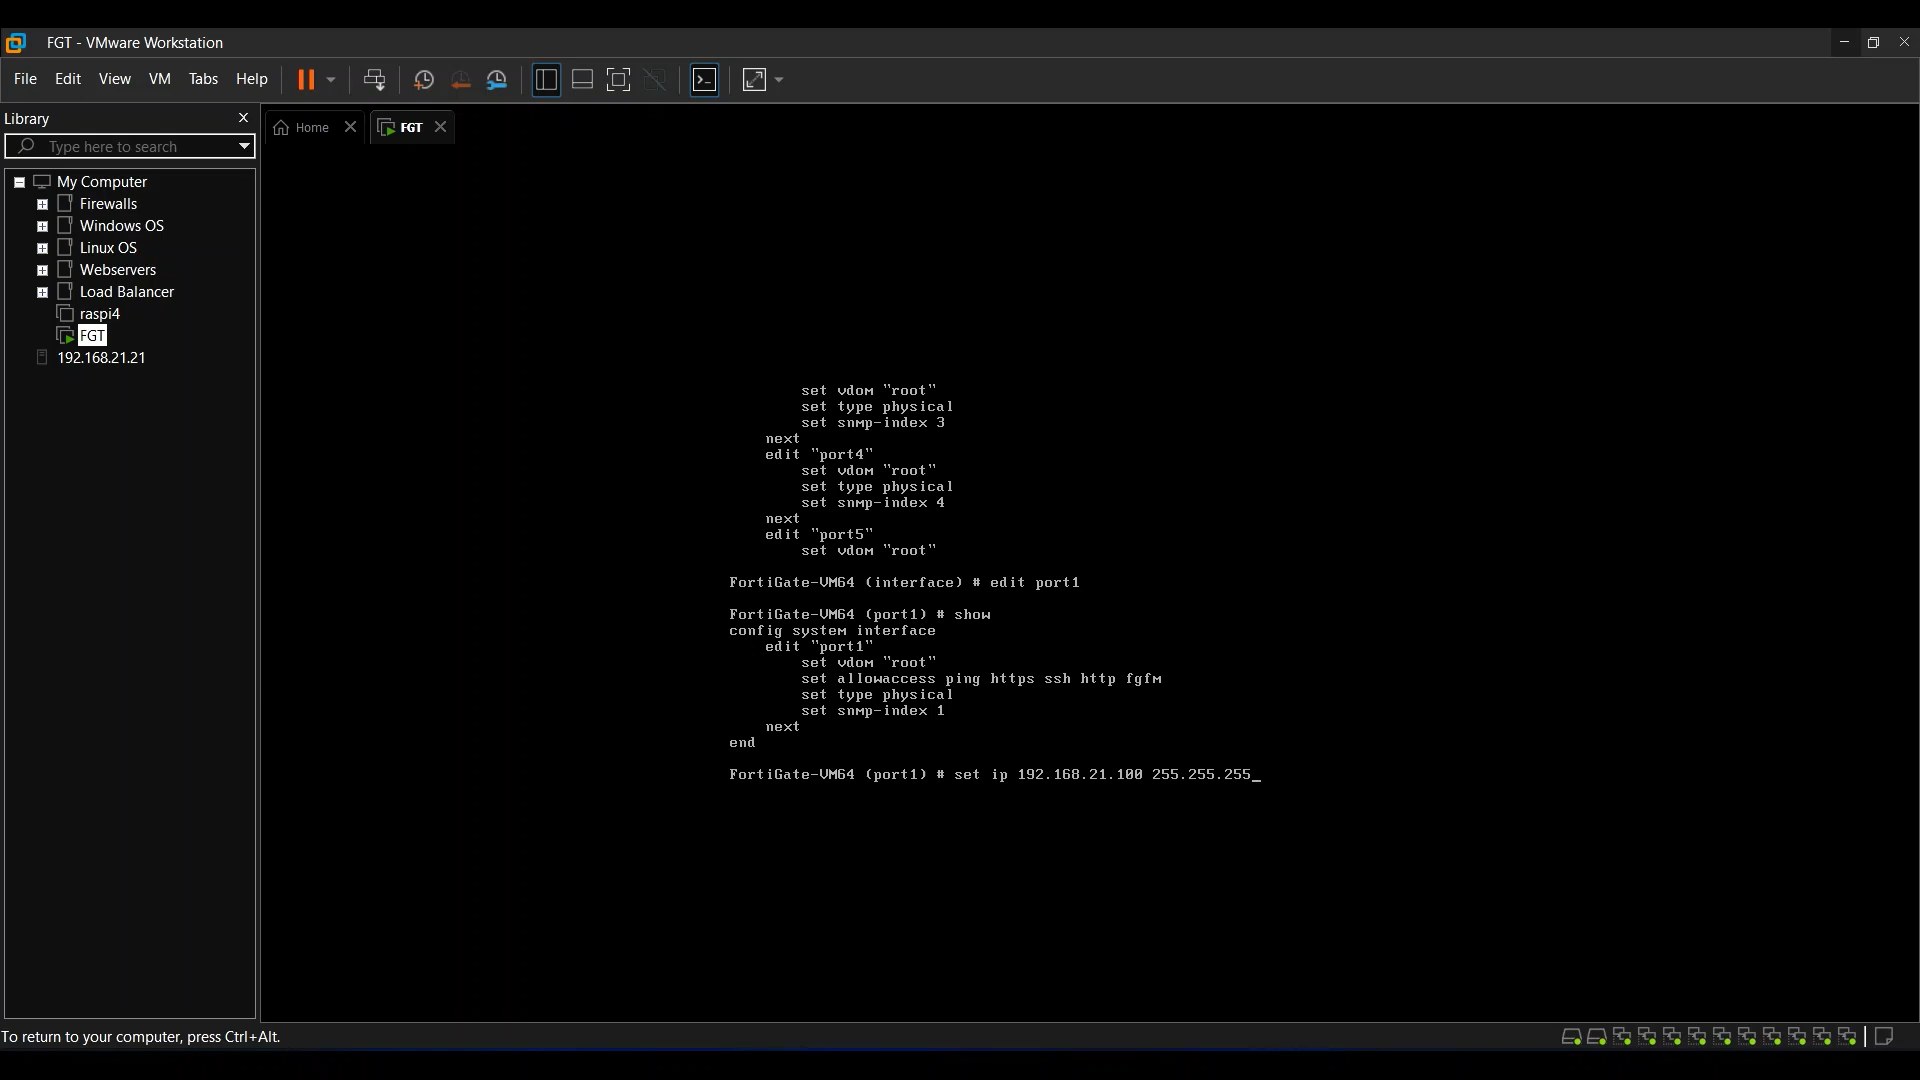 FGT - VMware Workstation
File Edit View VM Tabs Help
Library
Type here to search
Home
FGT
My Computer
Firewalls
Windows OS
Linux OS
Webservers
Load Balancer
raspi4
FGT
192.168.21.21
set vdom "root"
set type physical
set snmp-index 3
next
edit "port4"
set vdom "root"
set type physical
set snmp-index 4
next
edit "port5"
set vdom "root"
FortiGate-VM64 (interface) # edit port1
FortiGate-VM64 (port1) # show
config system interface
edit "port1"
set vdom "root"
set allowaccess ping https ssh http fgfm
set type physical
set snmp-index 1
next
end
FortiGate-VM64 (port1) # set ip 192.168.21.100 255.255.255_
To return to your computer, press Ctrl+Alt.